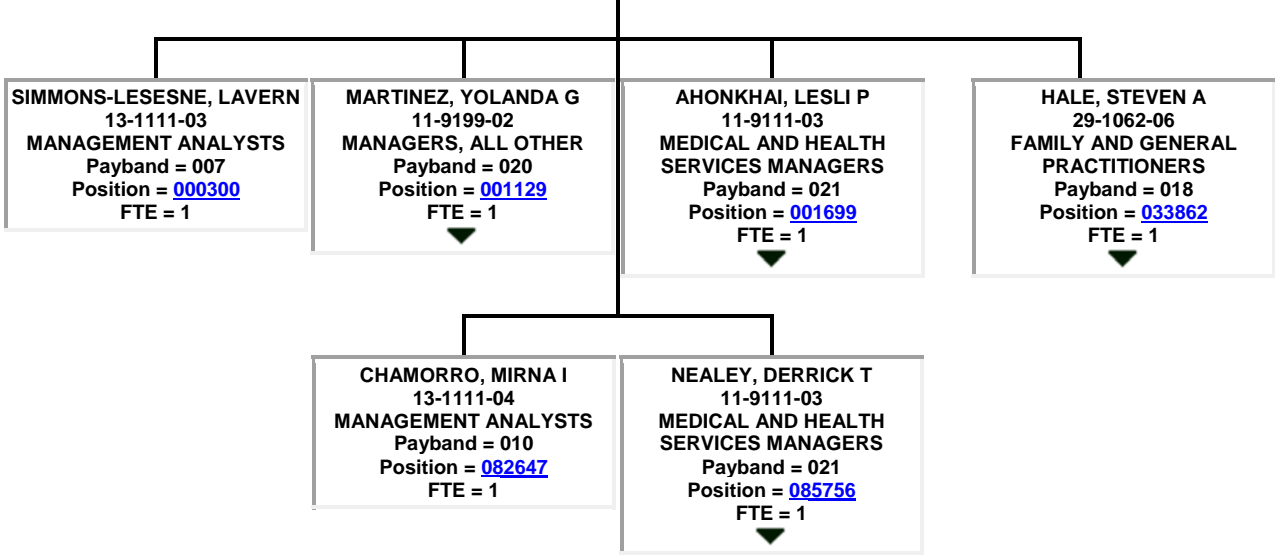 SIMMONS-LESESNE, LAVERN
13-1111-03
MANAGEMENT ANALYSTS
Payband = 007
Position = 000300
FTE = 1
MARTINEZ, YOLANDA G
11-9199-02
MANAGERS, ALL OTHER
Payband = 020
Position = 001129
FTE = 1
AHONKHAI, LESLI P
11-9111-03
MEDICAL AND HEALTH
SERVICES MANAGERS
Payband = 021
Position = 001699
FTE = 1
HALE, STEVEN A
29-1062-06
FAMILY AND GENERAL
PRACTITIONERS
Payband = 018
Position = 033862
FTE = 1
CHAMORRO, MIRNA I
13-1111-04
MANAGEMENT ANALYSTS
Payband = 010
Position = 082647
FTE = 1
NEALEY, DERRICK T
11-9111-03
MEDICAL AND HEALTH
SERVICES MANAGERS
Payband = 021
Position = 085756
FTE = 1